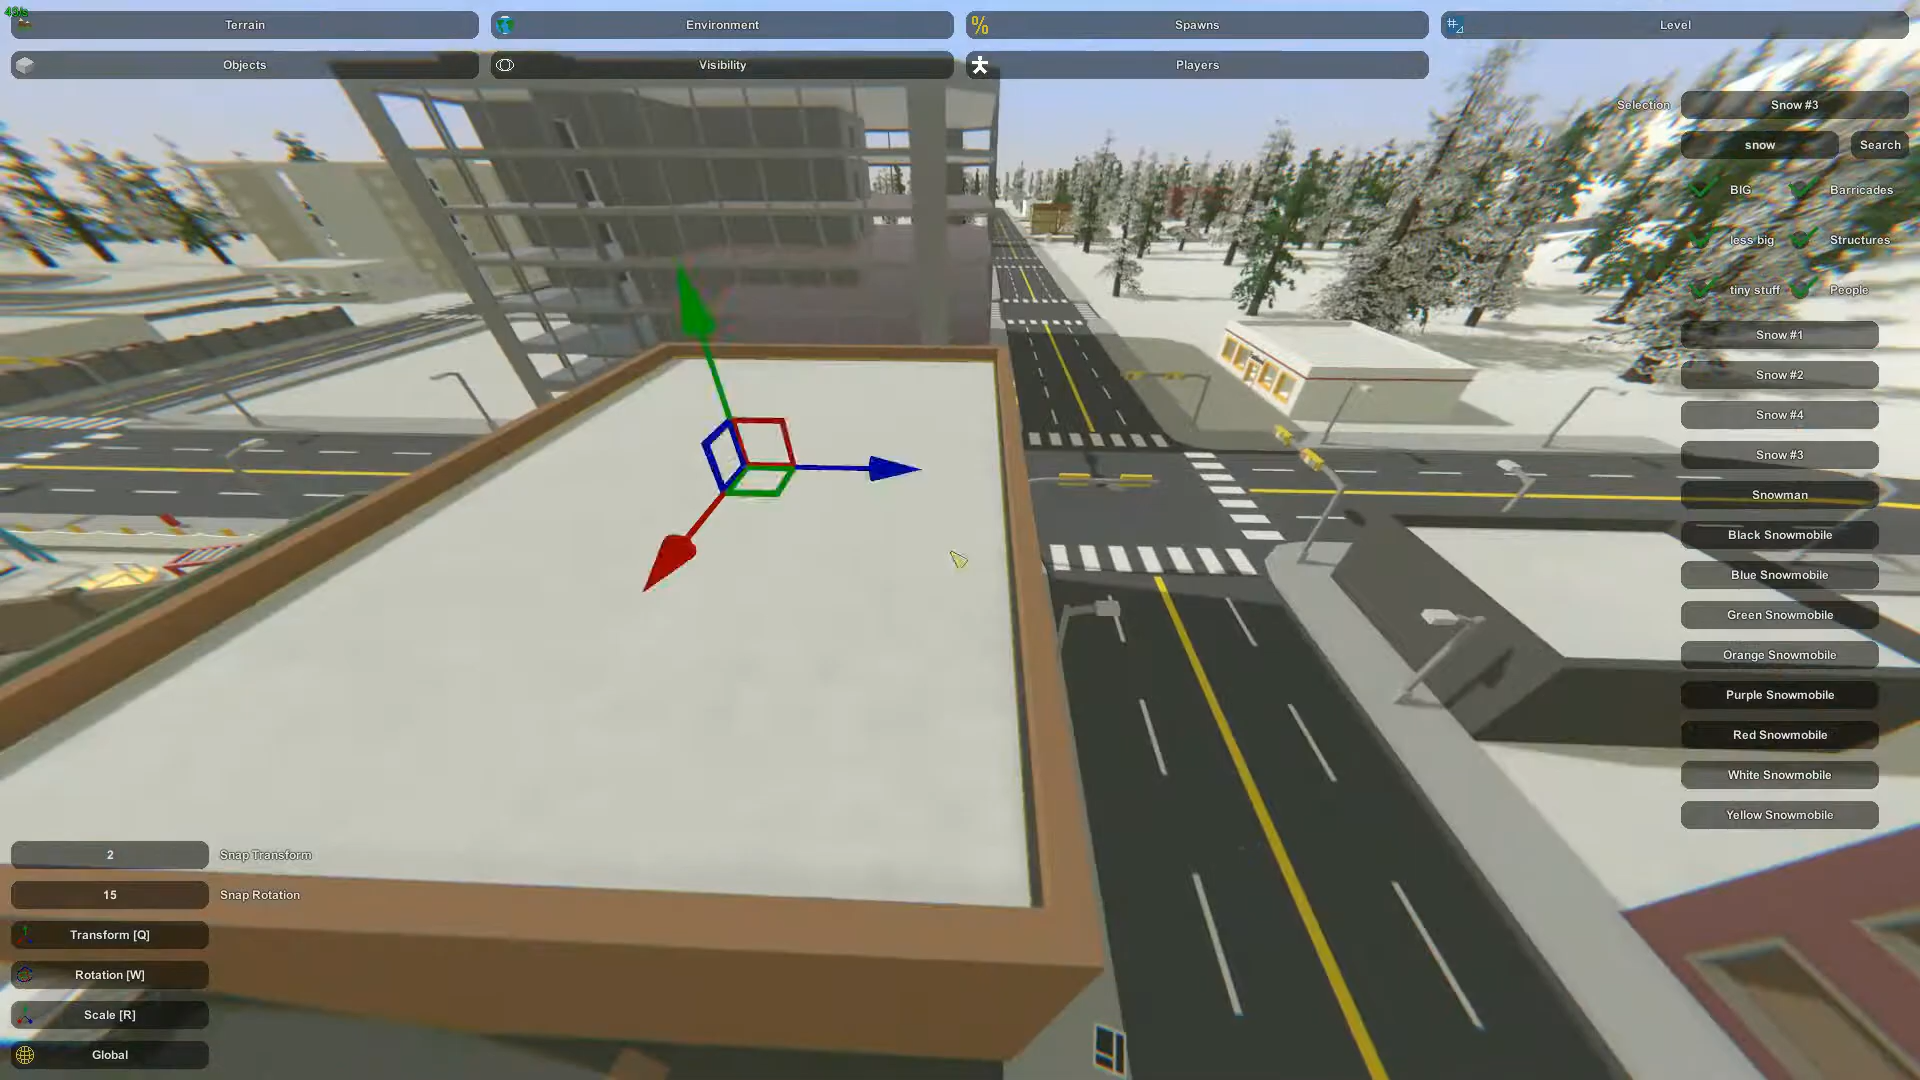 Terrain
Environment
Spawns
Level
Objects
Visibility
Players
Selection
Snow #3
snow
Search
BIG
Barricades
less big
Structures
tiny stuff
People
Snow #1
Snow #2
Snow #4
Snow #3
Snowman
Black Snowmobile
Blue Snowmobile
Green Snowmobile
Orange Snowmobile
Purple Snowmobile
Red Snowmobile
White Snowmobile
Yellow Snowmobile
2
Snap Transform
15
Snap Rotation
Transform [Q]
Rotation [W]
Scale [R]
Global